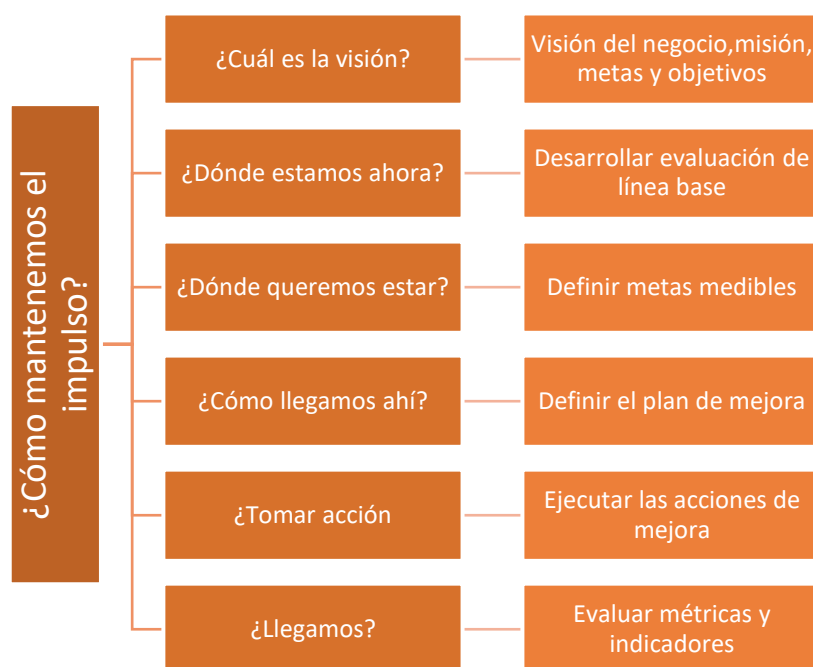 ¿Cómo mantenemos el
impulso?
¿Cuál es la visión?
Visión del negocio,misión,
metas y objetivos
¿Dónde estamos ahora?
Desarrollar evaluación de
línea base
¿Dónde queremos estar?
Definir metas medibles
¿Cómo llegamos ahí?
Definir el plan de mejora
¿Tomar acción
Ejecutar las acciones de
mejora
¿Llegamos?
Evaluar métricas y
indicadores